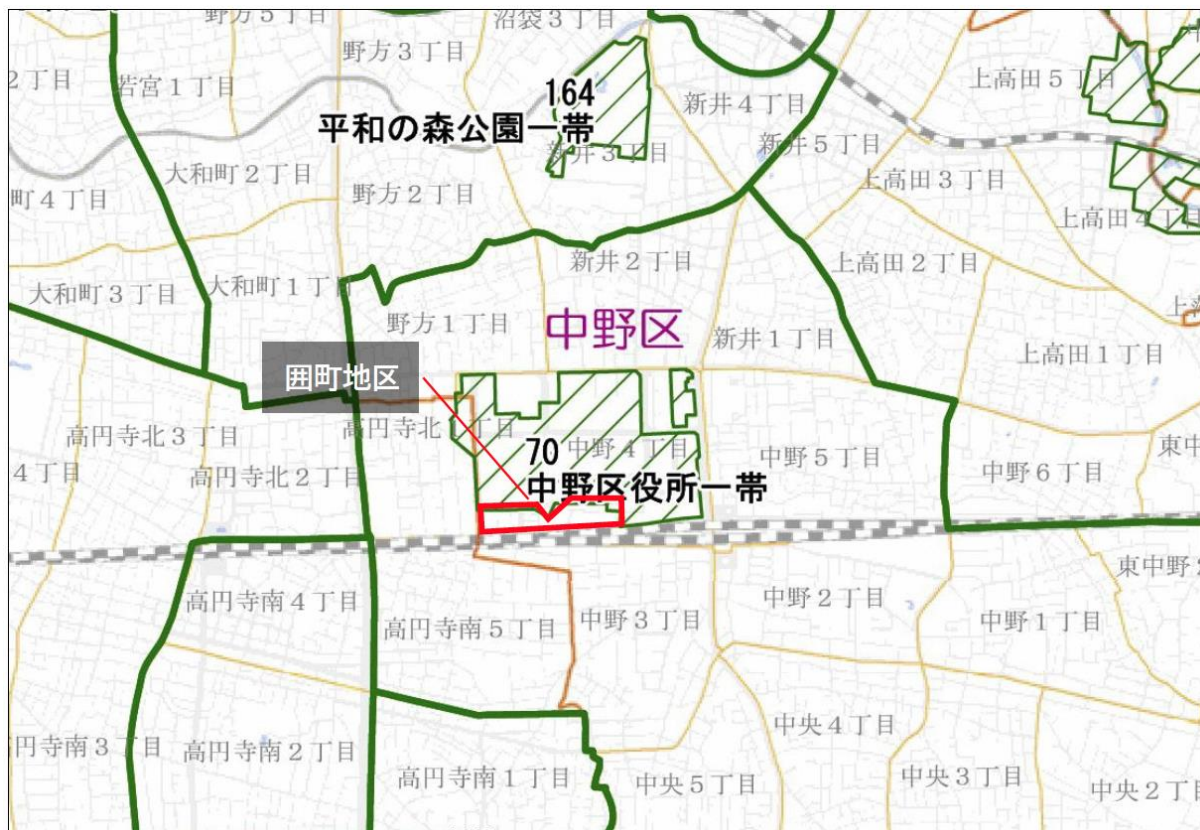 野方５丁目
沼袋３丁目
野方３丁目
２丁目
若宮１丁目
上高田５丁目
164
平和の森公園一帯
新井４丁目
新井３丁目
新井５丁目
大和町２丁目
野方２丁目
上高田３丁目
町４丁目
上高田４丁目
新井２丁目
上高田２丁目
大和町３丁目
大和町１丁目
野方１丁目
中野区
新井１丁目
上高田１丁目
囲町地区
高円寺北３丁目
高円寺北１丁目
70
中野４丁目
中野区役所一帯
中野５丁目
中野６丁目
東中
４丁目
高円寺北２丁目
東中野
高円寺南４丁目
高円寺南５丁目
中野３丁目
中野２丁目
中野１丁目
円寺南３丁目
高円寺南２丁目
中央４丁目
高円寺南１丁目
中央５丁目
中央３丁目
中央２丁目